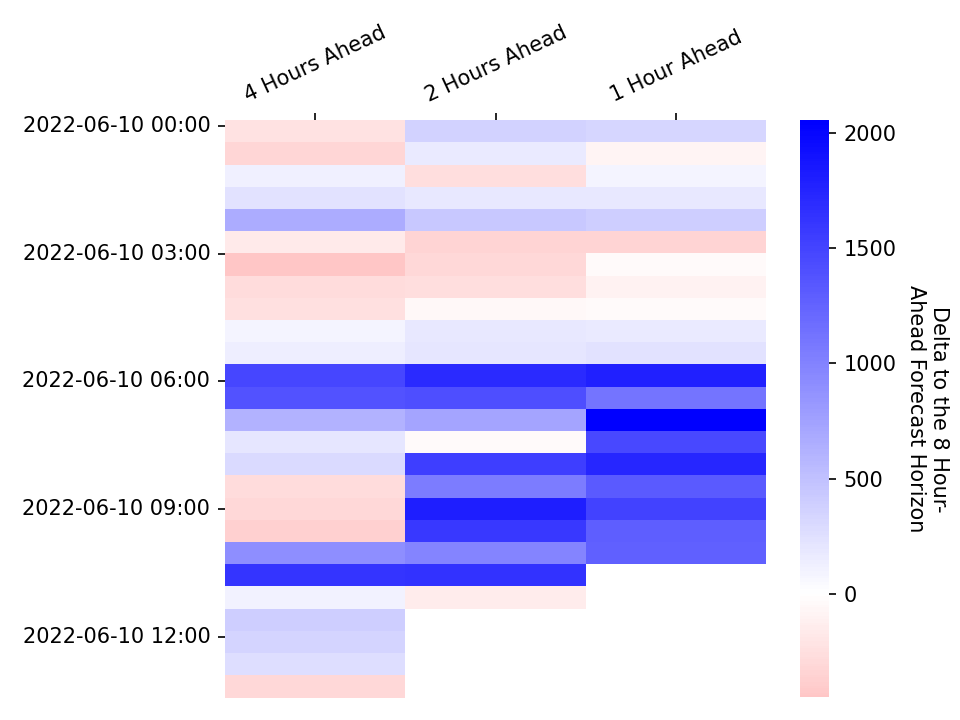 4 Hours Ahead
2 Hours Ahead
1 Hour Ahead
2022-06-10 00:00
2022-06-10 03:00
2022-06-10 06:00
2022-06-10 09:00
2022-06-10 12:00
2000
1500
1000
500
0
Delta to the 8 Hour-
Ahead Forecast Horizon